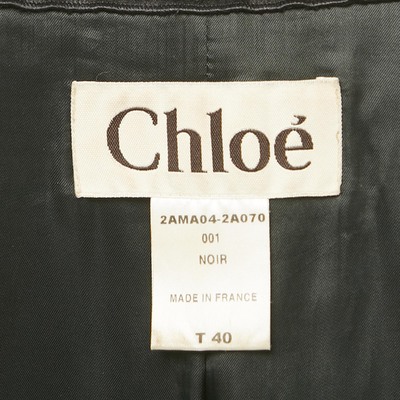 Chloé
2AMA04-2A070
001
NOIR
MADE IN FRANCE
T 40